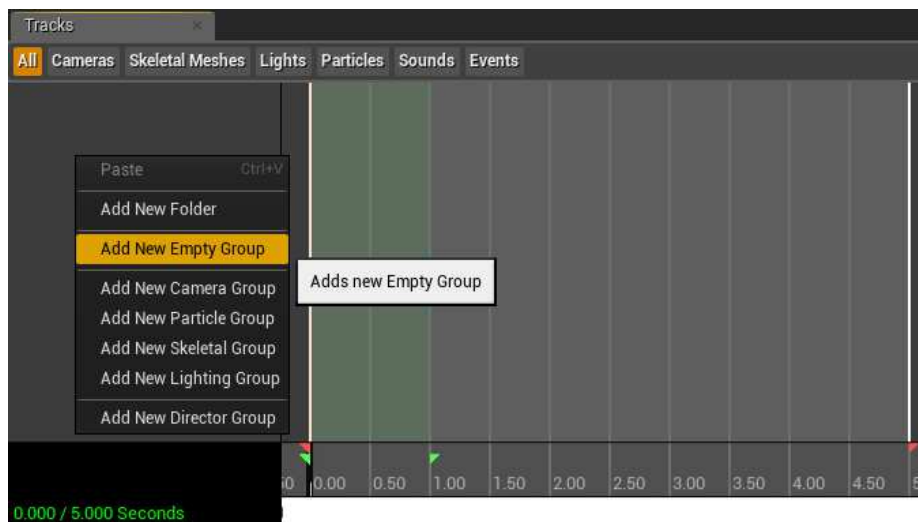 Tracks
All Cameras Skeletal Meshes Lights Particles Sounds Events
Paste Ctrl+V
Add New Folder
Add New Empty Group
Adds new Empty Group
Add New Camera Group
Add New Particle Group
Add New Skeletal Group
Add New Lighting Group
Add New Director Group
0.00 0.50 1.00 1.50 2.00 2.50 3.00 3.50 4.00 4.50
0.000 / 5.000 Seconds